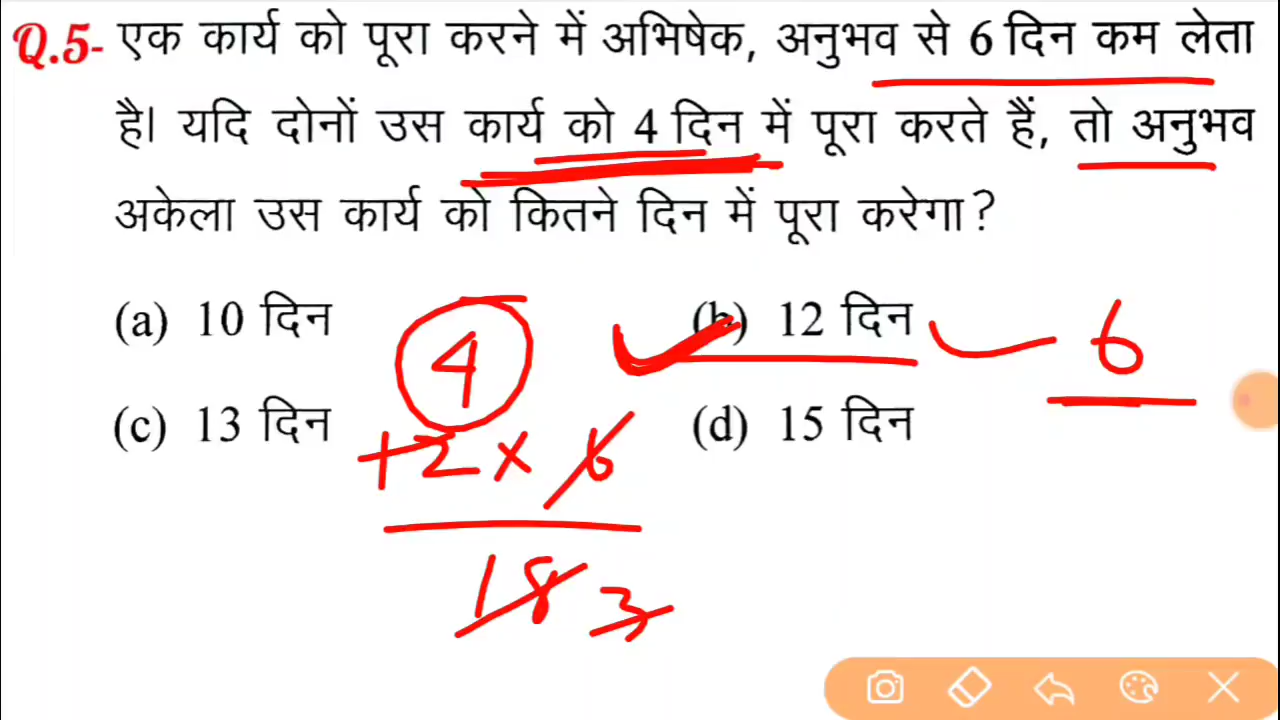 Q.5- एक कार्य को पूरा करने में अभिषेक, अनुभव से 6 दिन कम लेता
है। यदि दोनों उस कार्य को 4 दिन में पूरा करते हैं, तो अनुभव
अकेला उस कार्य को कितने दिन में पूरा करेगा?
(a) 10 दिन (b) 12 दिन
(c) 13 दिन (d) 15 दिन
4
6
+2 × 6
18 3